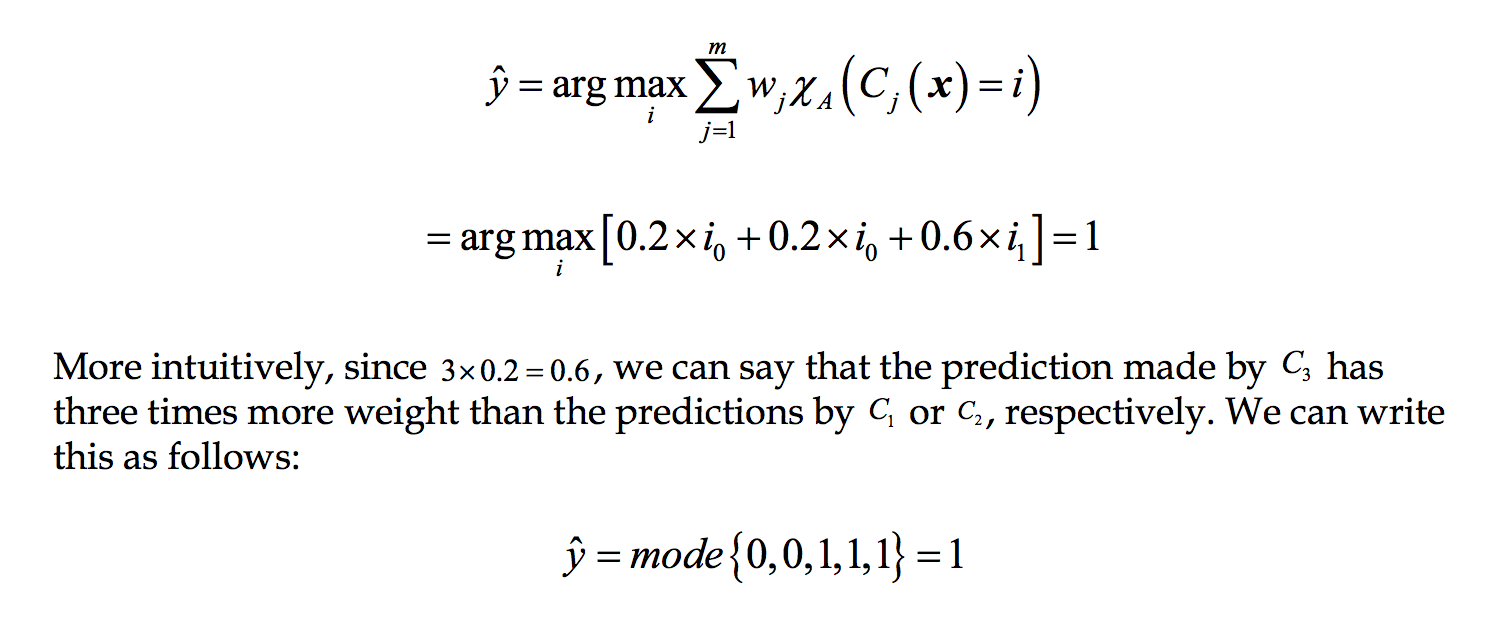 ŷ = arg max_i ∑_{j=1}^{m} w_j χ_A (C_j (x) = i)
= arg max_i [0.2 × i_0 + 0.2 × i_0 + 0.6 × i_1] = 1
More intuitively, since 3 × 0.2 = 0.6, we can say that the prediction made by C_3 has
three times more weight than the predictions by C_1 or C_2, respectively. We can write
this as follows:
ŷ = mode{0,0,1,1,1} = 1